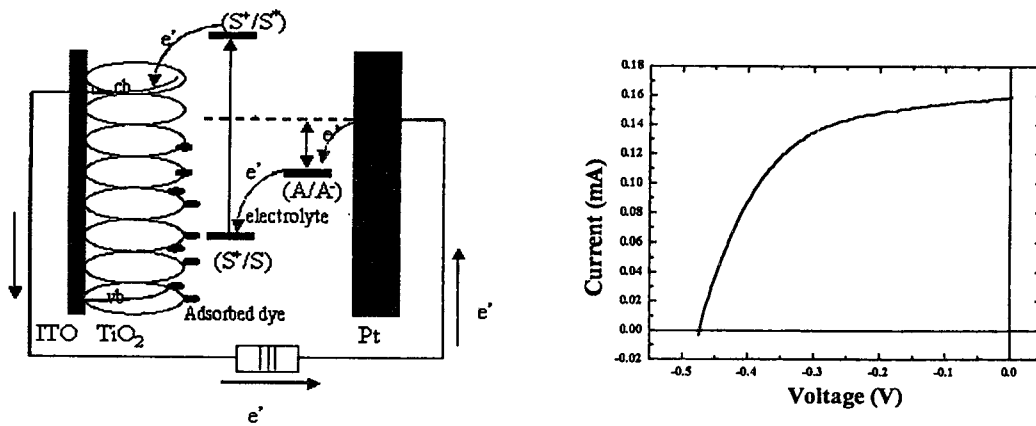 (S⁺/S*)
e'
cb
e'
e'
(A/A⁻)
electrolyte
(S⁺/S)
vb
Adsorbed dye
ITO TiO₂
Pt
e'
e'
0.18
0.16
0.14
0.12
0.10
0.08
0.06
0.04
0.02
0.00
-0.02
Current (mA)
-0.5 -0.4 -0.3 -0.2 -0.1 0.0
Voltage (V)